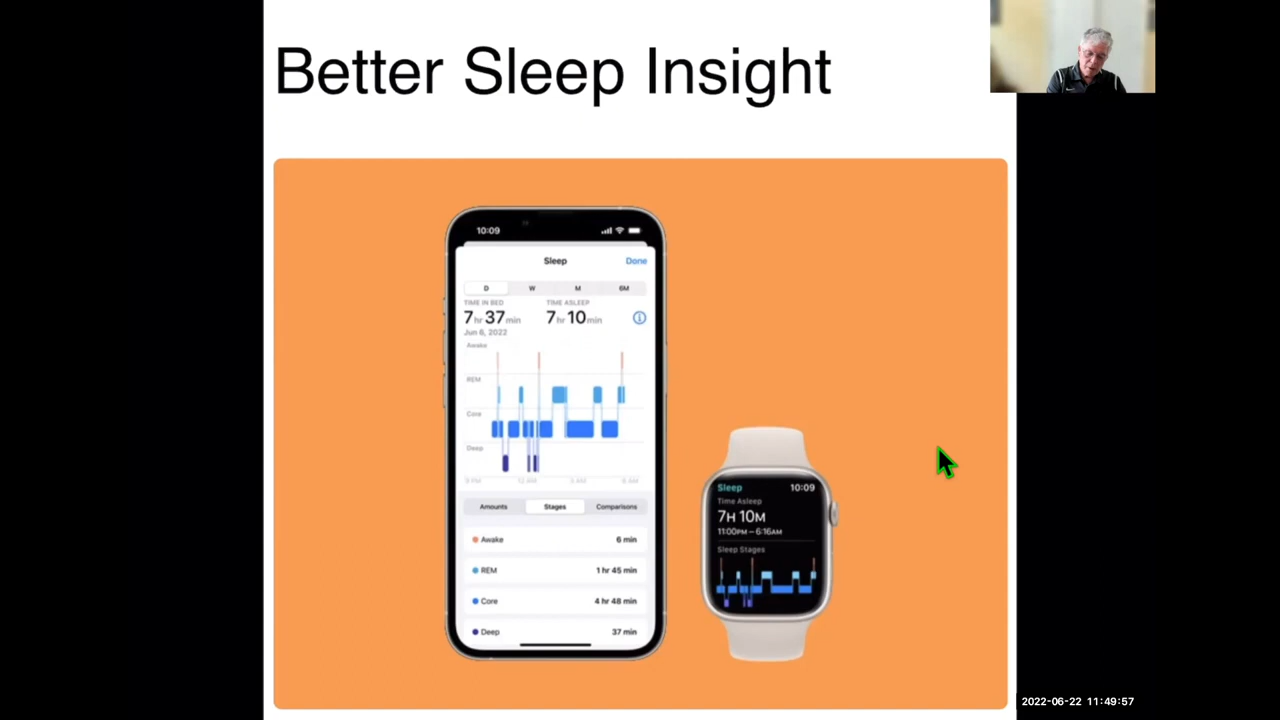 Better Sleep Insight
10:09
Sleep
Done
D W M 6M
TIME IN BED TIME ASLEEP
7 hr 37 min 7 hr 10 min
Jun 6, 2022
Awake
REM
Core
Deep
Amounts Stages Comparisons
Awake 6 min
REM 1 hr 45 min
Core 4 hr 48 min
Deep 37 min
Sleep 10:09
Time Asleep
7H 10M
11:00PM – 6:16AM
Sleep Stages
2022-06-22 11:49:57